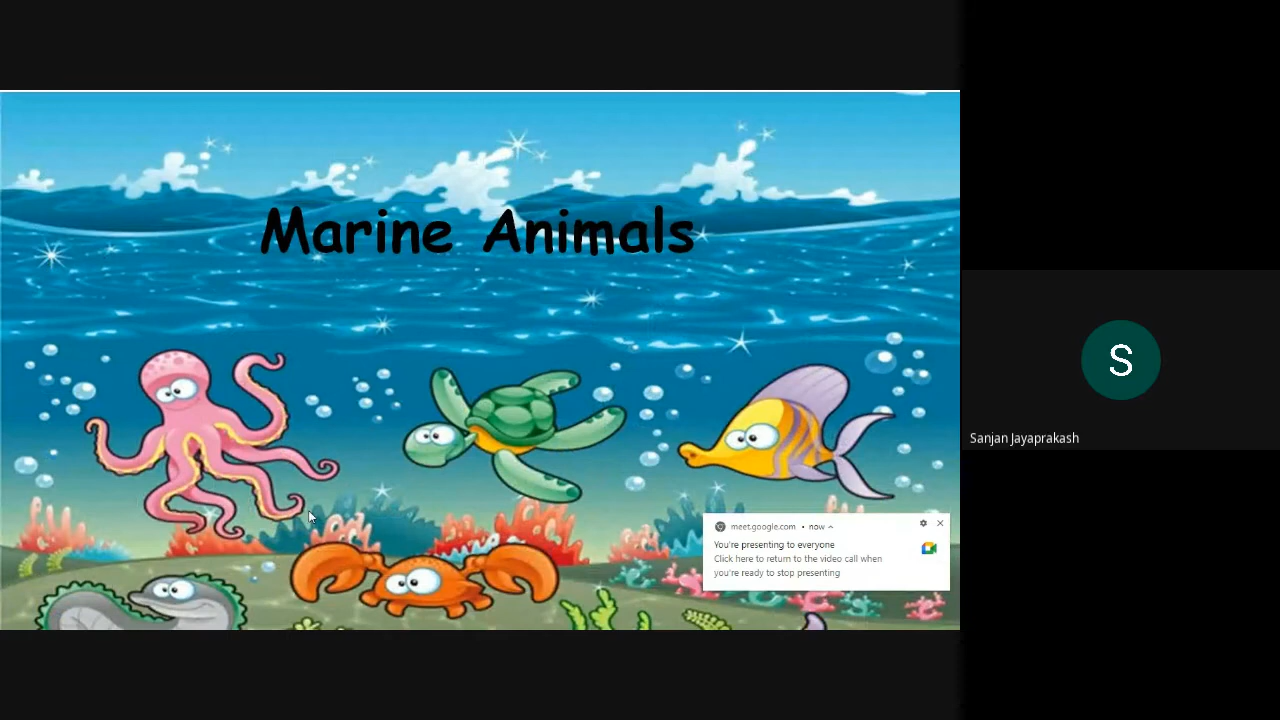 Marine Animals
meet.google.com • now
You're presenting to everyone
Click here to return to the video call when
you're ready to stop presenting
S
Sanjan Jayaprakash